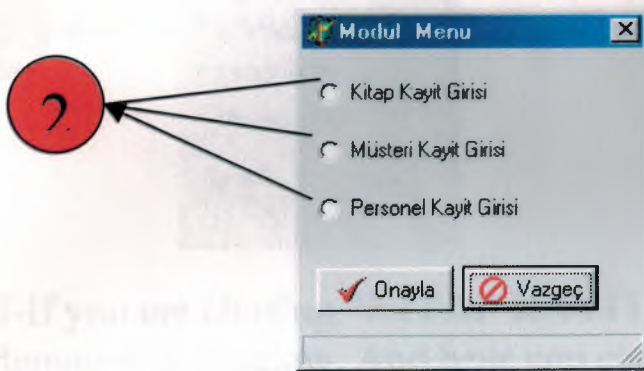 Modul Menu
2
Kitap Kayit Girisi
Müsteri Kayit Girisi
Personel Kayit Girisi
Onayla
Vazgeç